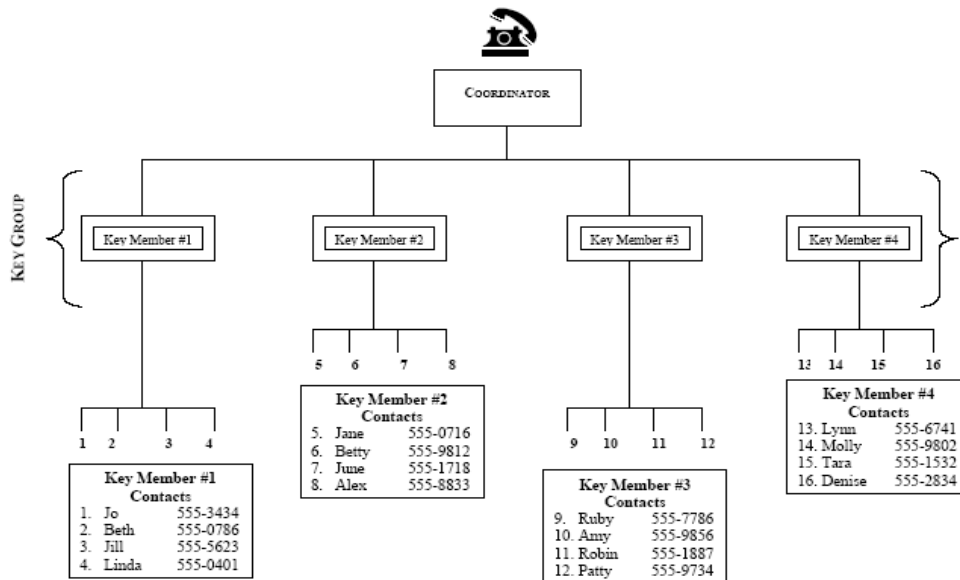 COORDINATOR
KEY GROUP
Key Member #1
Key Member #2
Key Member #3
Key Member #4
1 2 3 4
Key Member #1
Contacts
1. Jo 555-3434
2. Beth 555-0786
3. Jill 555-5623
4. Linda 555-0401
5 6 7 8
Key Member #2
Contacts
5. Jane 555-0716
6. Betty 555-9812
7. June 555-1718
8. Alex 555-8833
9 10 11 12
Key Member #3
Contacts
9. Ruby 555-7786
10. Amy 555-9856
11. Robin 555-1887
12. Patty 555-9734
13 14 15 16
Key Member #4
Contacts
13. Lynn 555-6741
14. Molly 555-9802
15. Tara 555-1532
16. Denise 555-2834